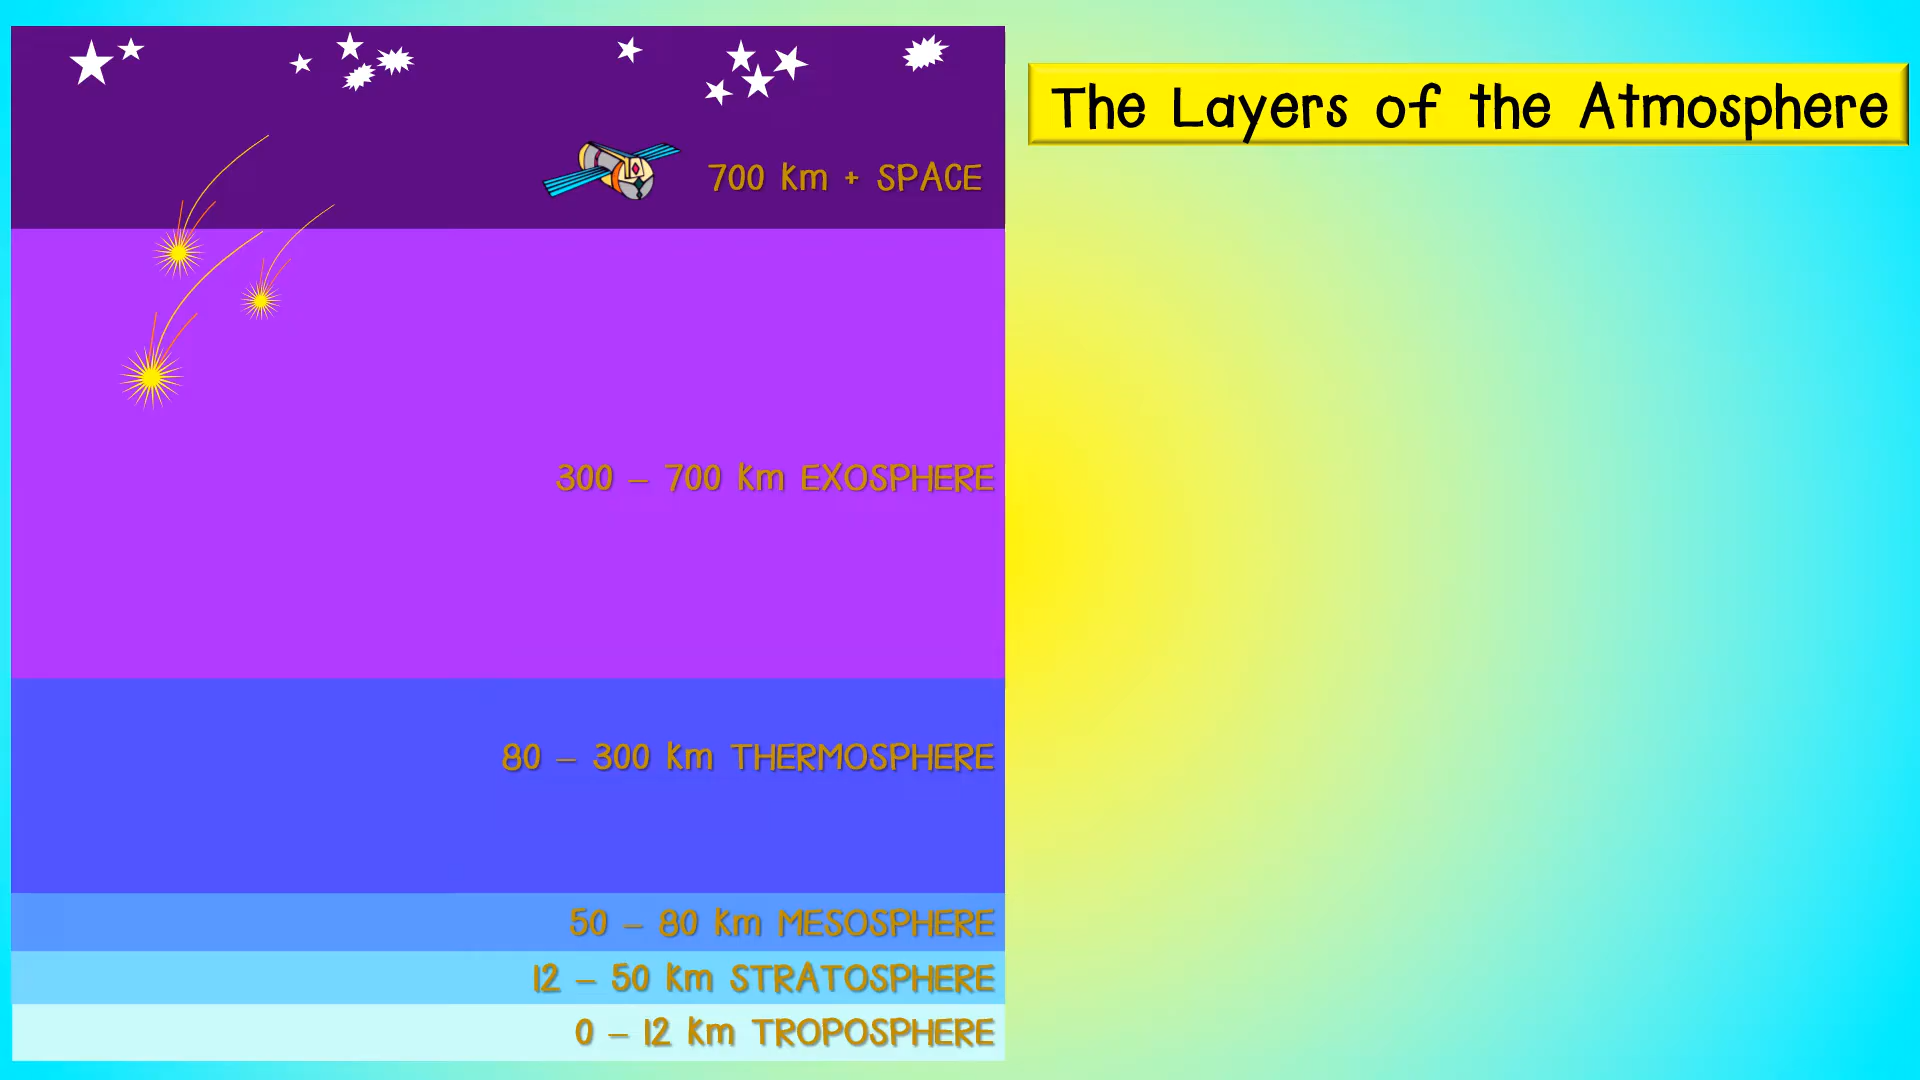 The Layers of the Atmosphere
700 km + SPACE
300 – 700 km EXOSPHERE
80 – 300 km THERMOSPHERE
50 – 80 km MESOSPHERE
12 – 50 km STRATOSPHERE
0 – 12 km TROPOSPHERE